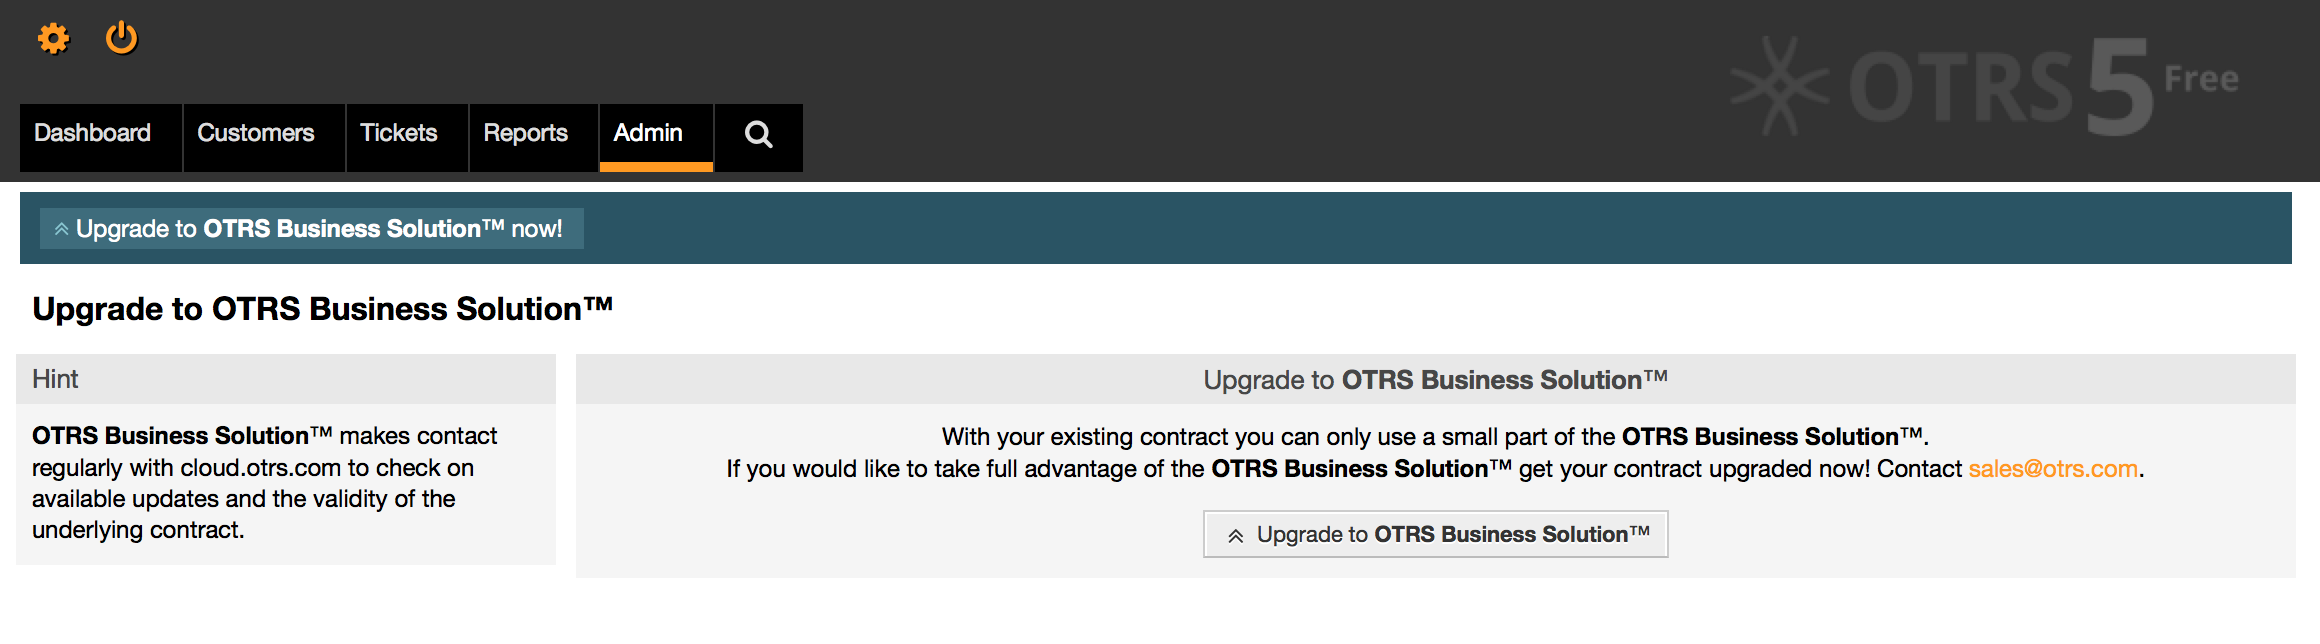 OTRS 5 Free
Dashboard
Customers
Tickets
Reports
Admin
Upgrade to OTRS Business Solution™ now!
Upgrade to OTRS Business Solution™
Hint
OTRS Business Solution™ makes contact
regularly with cloud.otrs.com to check on
available updates and the validity of the
underlying contract.
Upgrade to OTRS Business Solution™
With your existing contract you can only use a small part of the OTRS Business Solution™.
If you would like to take full advantage of the OTRS Business Solution™ get your contract upgraded now! Contact sales@otrs.com.
Upgrade to OTRS Business Solution™